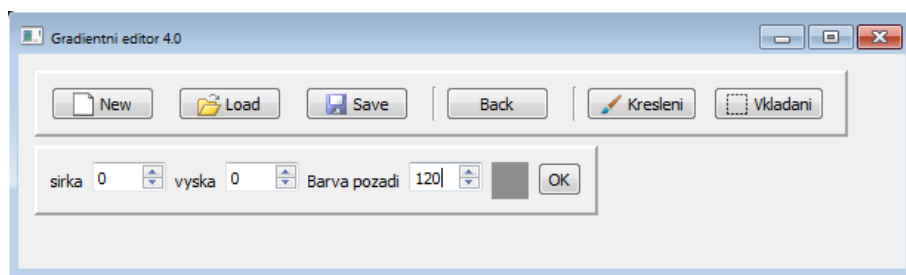 Gradientni editor 4.0
New Load Save Back Kresleni Vkladani
sirka 0 vyska 0 Barva pozadi 120 OK